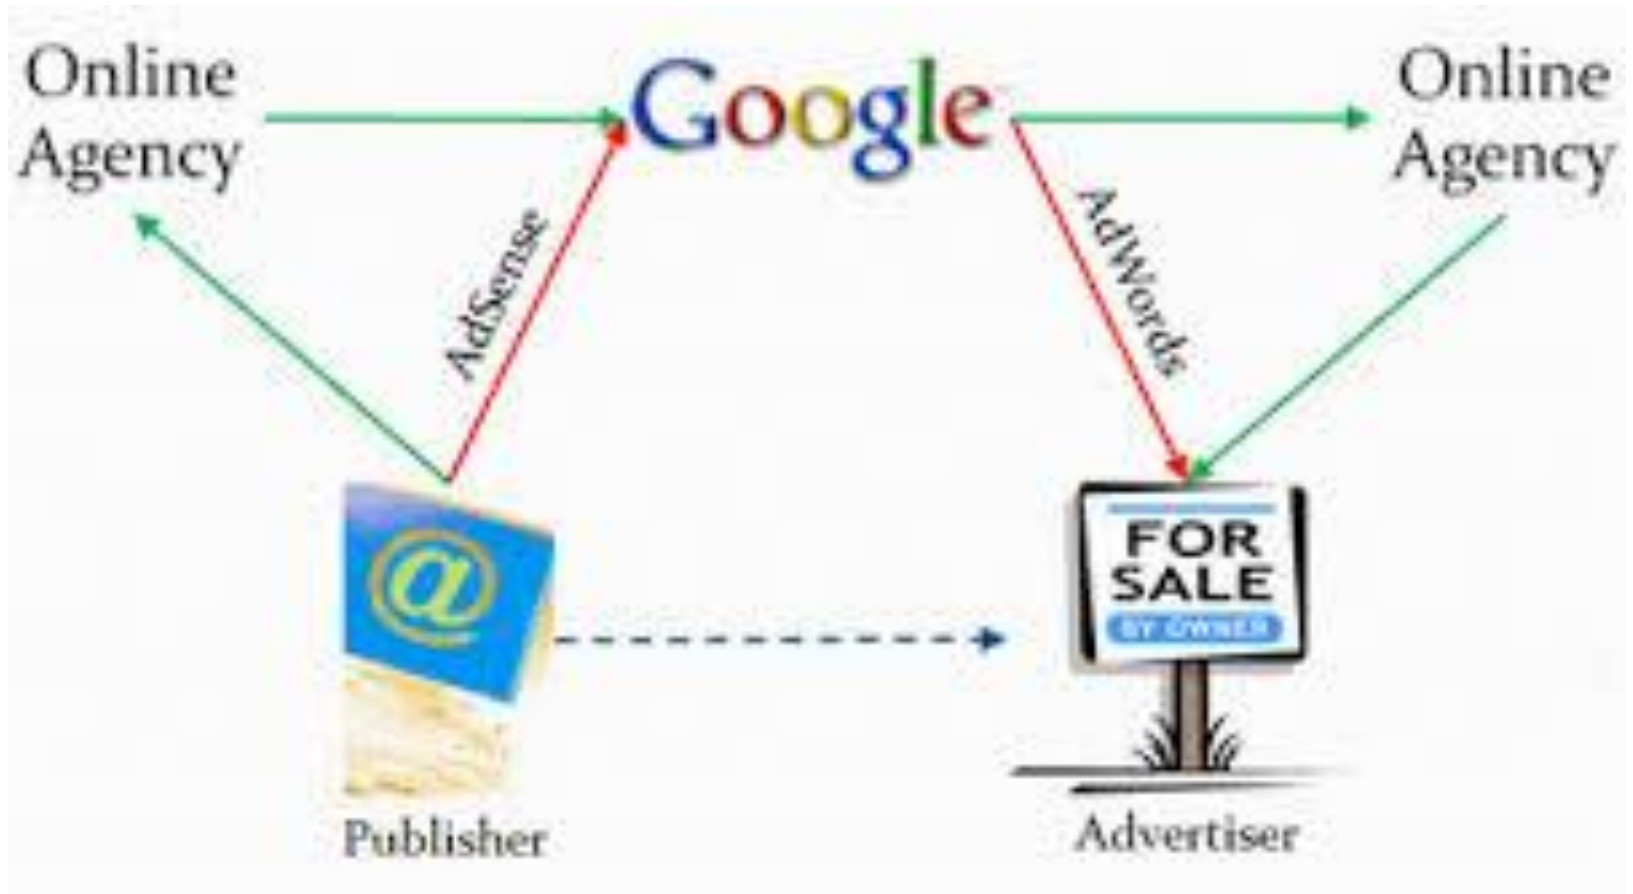 Online
Agency
Google
Online
Agency
AdSense
AdWords
@
FOR
SALE
BY OWNER
Publisher
Advertiser